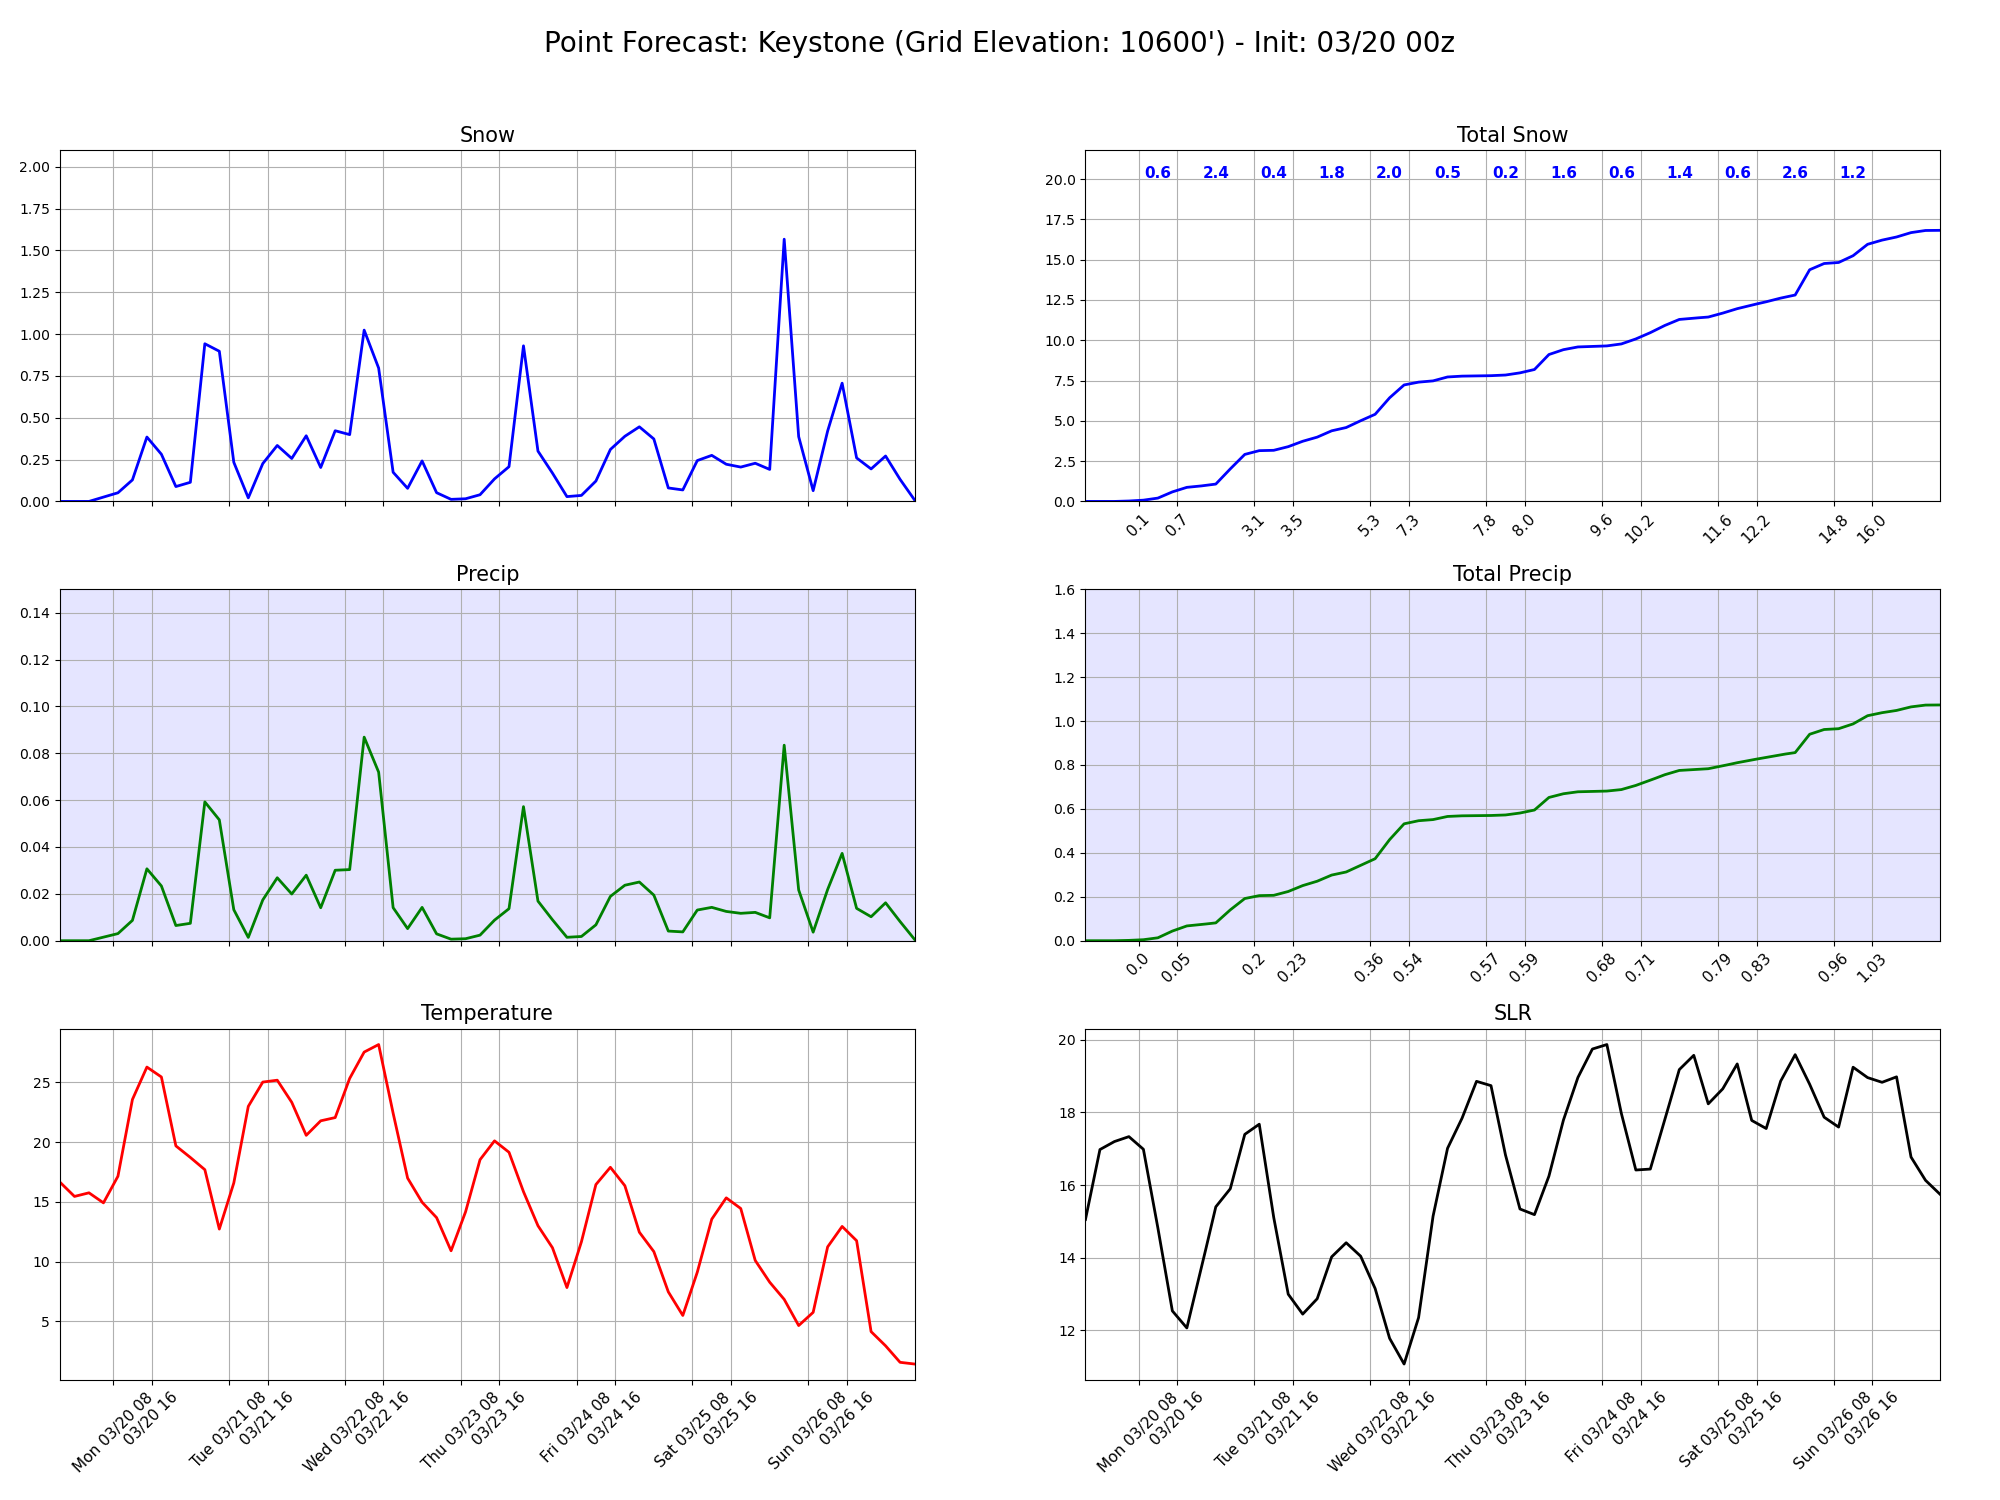 Point Forecast: Keystone (Grid Elevation: 10600') - Init: 03/20 00z
Snow
2.00
1.75
1.50
1.25
1.00
0.75
0.50
0.25
0.00
Total Snow
0.6 2.4 0.4 1.8 2.0 0.5 0.2 1.6 0.6 1.4 0.6 2.6 1.2
20.0
17.5
15.0
12.5
10.0
7.5
5.0
2.5
0.0
0.1 0.7 3.1 3.5 5.3 7.3 7.8 8.0 9.6 10.2 11.6 12.2 14.8 16.0
Precip
0.14
0.12
0.10
0.08
0.06
0.04
0.02
0.00
Total Precip
1.6
1.4
1.2
1.0
0.8
0.6
0.4
0.2
0.0
0.0 0.05 0.2 0.23 0.36 0.54 0.57 0.59 0.68 0.71 0.79 0.83 0.96 1.03
Temperature
25
20
15
10
5
Mon 03/20 08
03/20 16
Tue 03/21 08
03/21 16
Wed 03/22 08
03/22 16
Thu 03/23 08
03/23 16
Fri 03/24 08
03/24 16
Sat 03/25 08
03/25 16
Sun 03/26 08
03/26 16
SLR
20
18
16
14
12
Mon 03/20 08
03/20 16
Tue 03/21 08
03/21 16
Wed 03/22 08
03/22 16
Thu 03/23 08
03/23 16
Fri 03/24 08
03/24 16
Sat 03/25 08
03/25 16
Sun 03/26 08
03/26 16